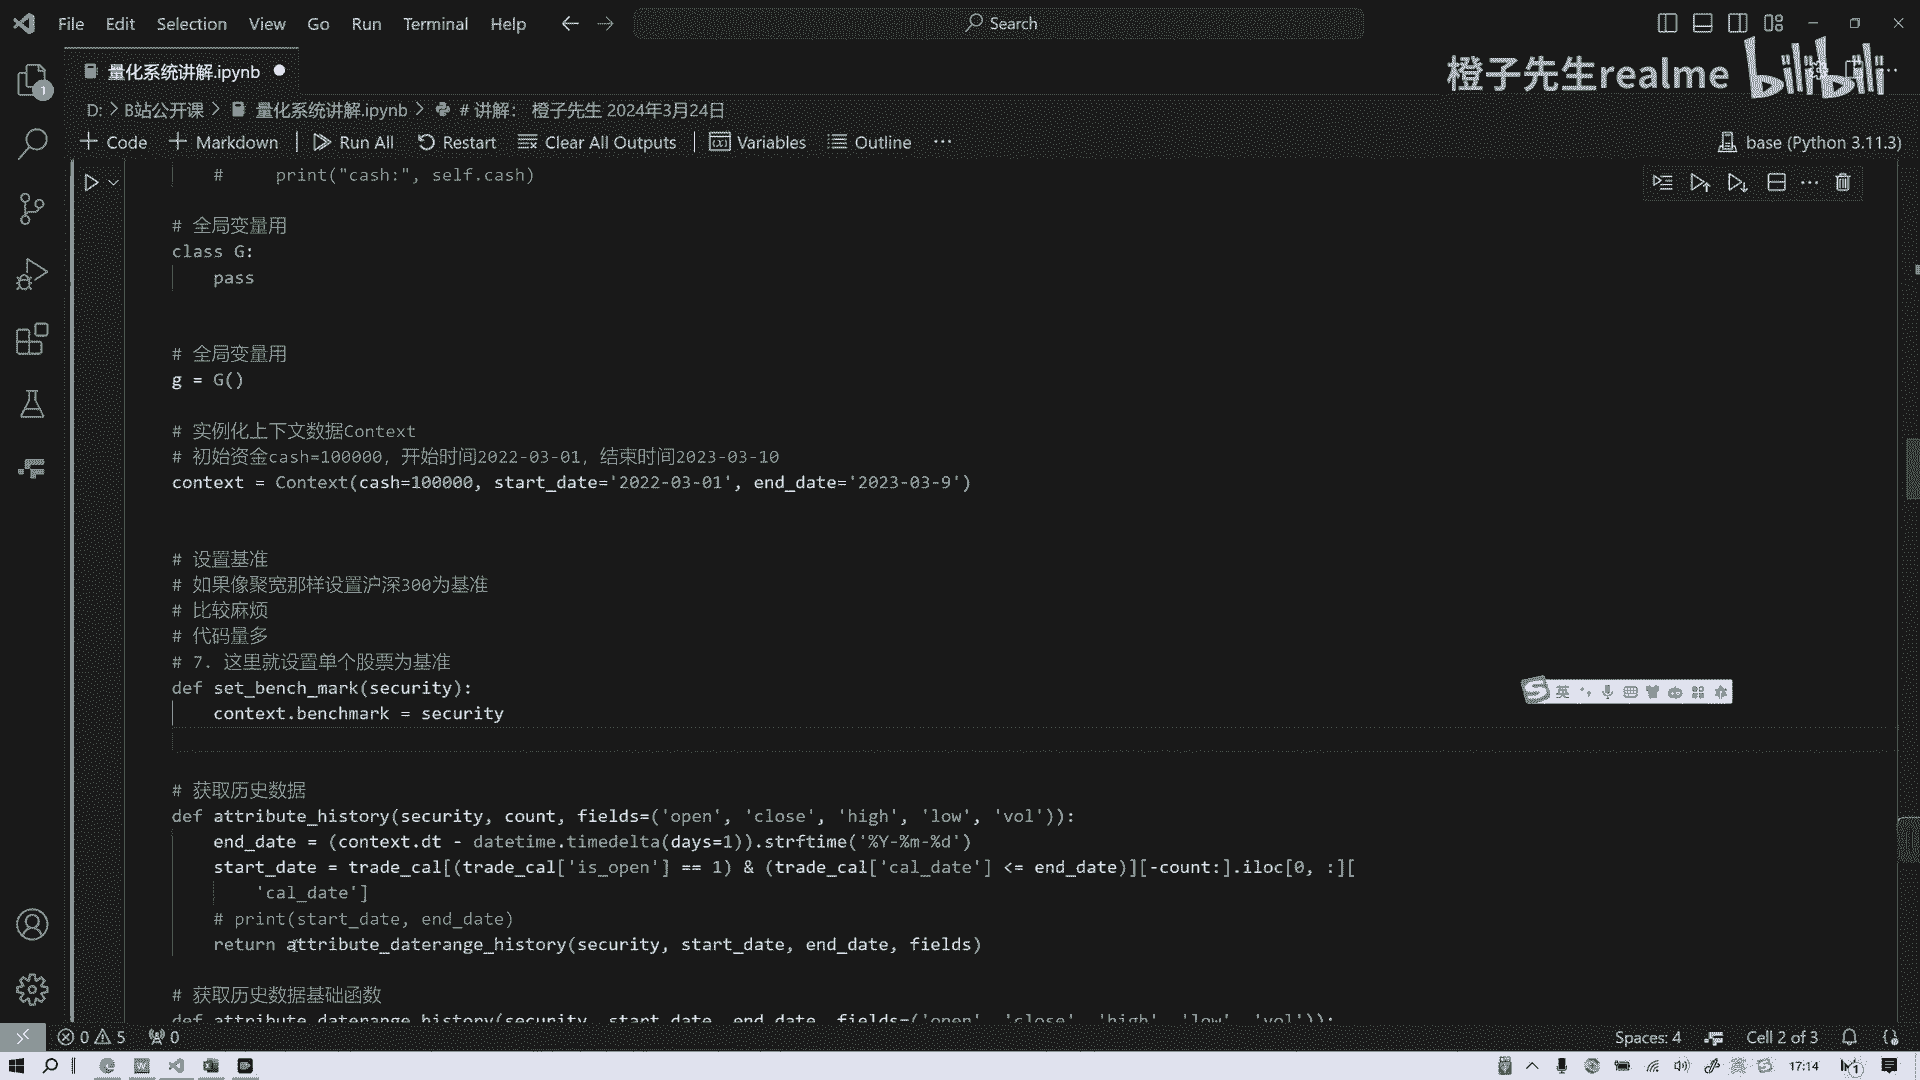 File Edit Selection View Go Run Terminal Help
Search
量化系统讲解.ipynb
橙子先生realme bilibili
D: > B站公开课 > 量化系统讲解.ipynb > # 讲解： 橙子先生 2024年3月24日
+ Code + Markdown Run All Restart Clear All Outputs Variables Outline ... base (Python 3.11.3)
#     print("cash:", self.cash)
# 全局变量用
class G:
    pass
# 全局变量用
g = G()
# 实例化上下文数据Context
# 初始资金cash=100000，开始时间2022-03-01，结束时间2023-03-10
context = Context(cash=100000, start_date='2022-03-01', end_date='2023-03-9')
# 设置基准
# 如果像聚宽那样设置沪深300为基准
# 比较麻烦
# 代码量多
# 7. 这里就设置单个股票为基准
def set_bench_mark(security):
    context.benchmark = security
英
# 获取历史数据
def attribute_history(security, count, fields=('open', 'close', 'high', 'low', 'vol')):
    end_date = (context.dt - datetime.timedelta(days=1)).strftime('%Y-%m-%d')
    start_date = trade_cal[(trade_cal['is_open'] == 1) & (trade_cal['cal_date'] <= end_date)][-count:].iloc[0, :][
        'cal_date']
    # print(start_date, end_date)
    return attribute_daterange_history(security, start_date, end_date, fields)
# 获取历史数据基础函数
def attribute_daterange_history(security, start_date, end_date, fields=('open', 'close', 'high', 'low', 'vol')):
0 5 0 Spaces: 4 Cell 2 of 3
17:14